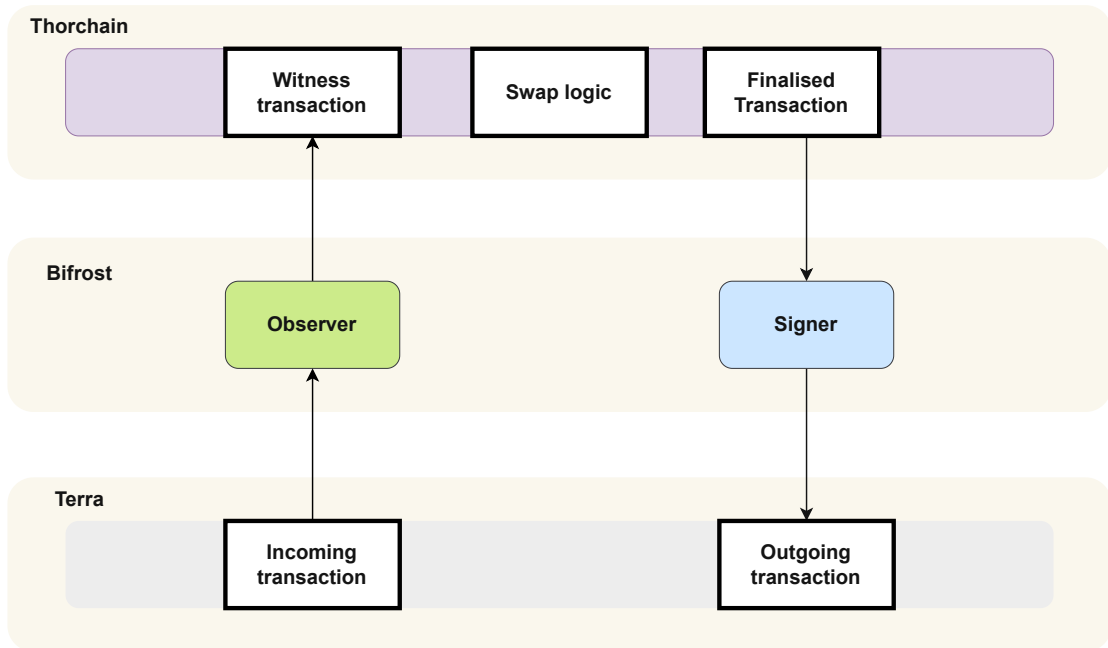 Thorchain
Witness
transaction
Swap logic
Finalised
Transaction
Bifrost
Observer
Signer
Terra
Incoming
transaction
Outgoing
transaction